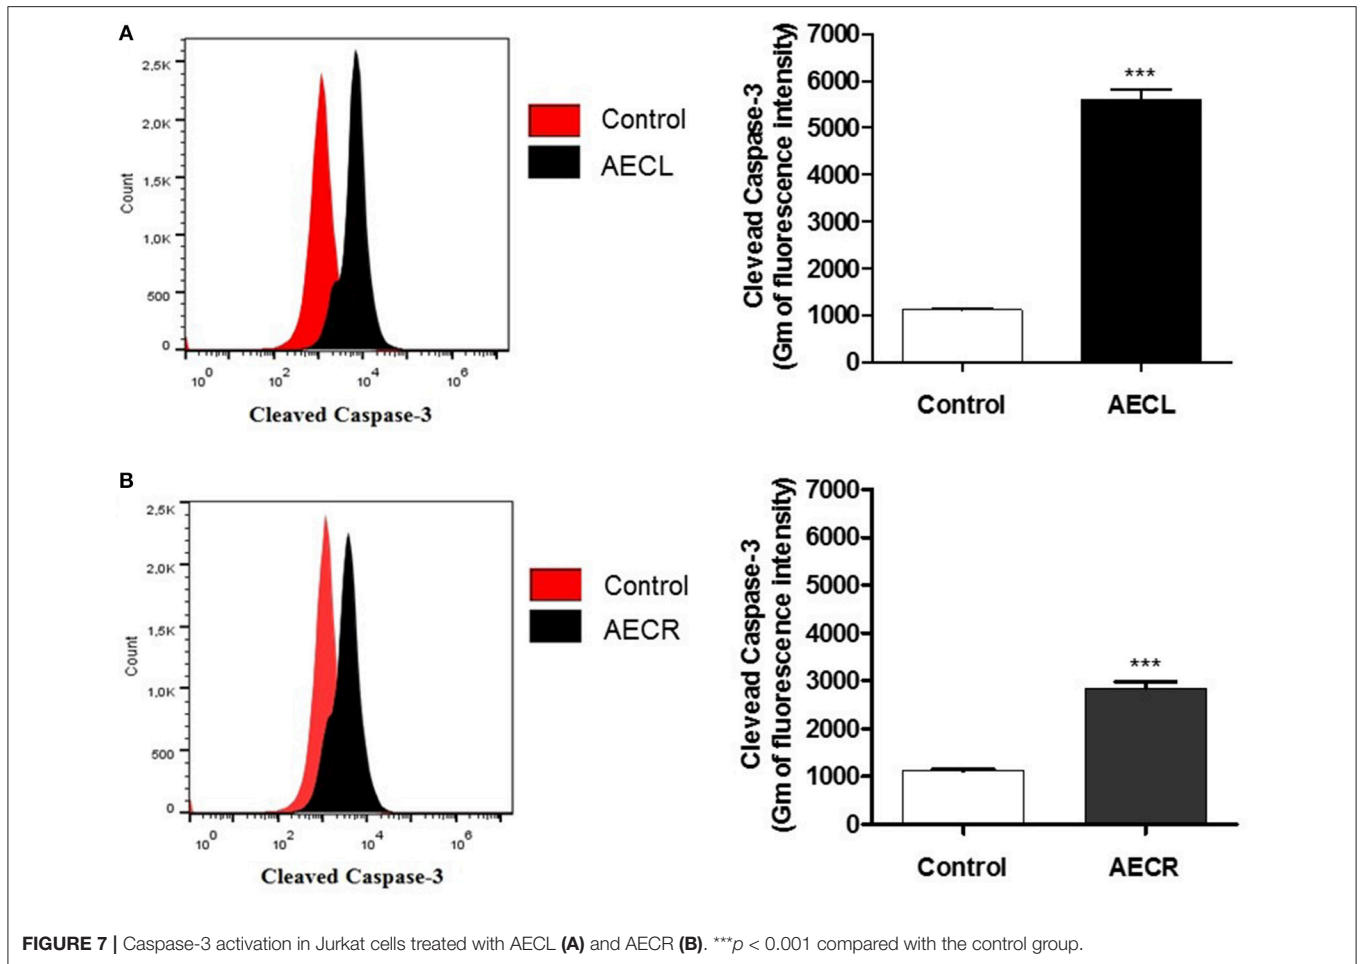 A
2,5K
2,0K
1,5K
1,0K
500
0
Count
10^0 10^2 10^4 10^6
Cleaved Caspase-3
Control
AECL
7000
6000
5000
4000
3000
2000
1000
0
Clevead Caspase-3
(Gm of fluorescence intensity)
***
Control AECL
B
2,5K
2,0K
1,5K
1,0K
500
0
Count
10^0 10^2 10^4 10^6
Cleaved Caspase-3
Control
AECR
7000
6000
5000
4000
3000
2000
1000
0
Clevead Caspase-3
(Gm of fluorescence intensity)
***
Control AECR
FIGURE 7 | Caspase-3 activation in Jurkat cells treated with AECL (A) and AECR (B). ***p < 0.001 compared with the control group.